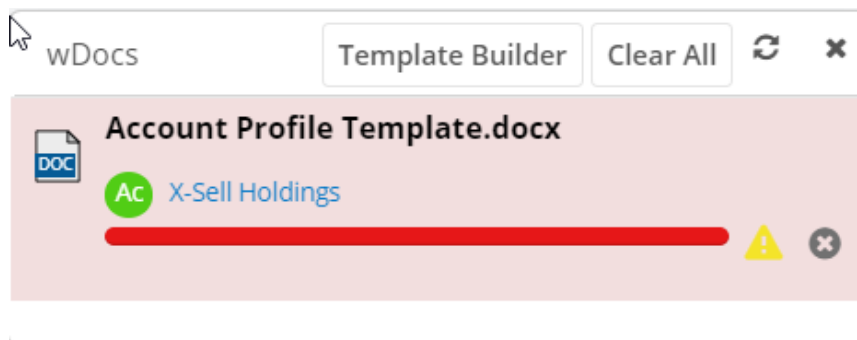 wDocs
Template Builder
Clear All
Account Profile Template.docx
DOC
Ac
X-Sell Holdings